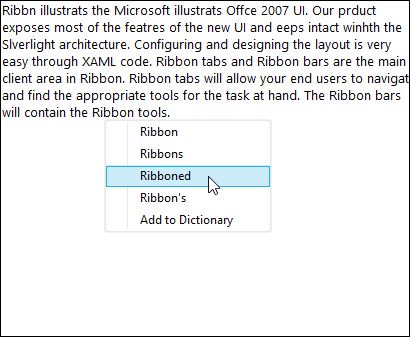 Ribbn illustrats the Microsoft illustrats Offce 2007 UI. Our prduct
exposes most of the featres of the new UI and eeps intact winhth the
Slverlight architecture. Configuring and designing the layout is very
easy through XAML code. Ribbon tabs and Ribbon bars are the main
client area in Ribbon. Ribbon tabs will allow your end users to navigat
and find the appropriate tools for the task at hand. The Ribbon bars
will contain the Ribbon tools.
Ribbon
Ribbons
Ribboned
Ribbon's
Add to Dictionary